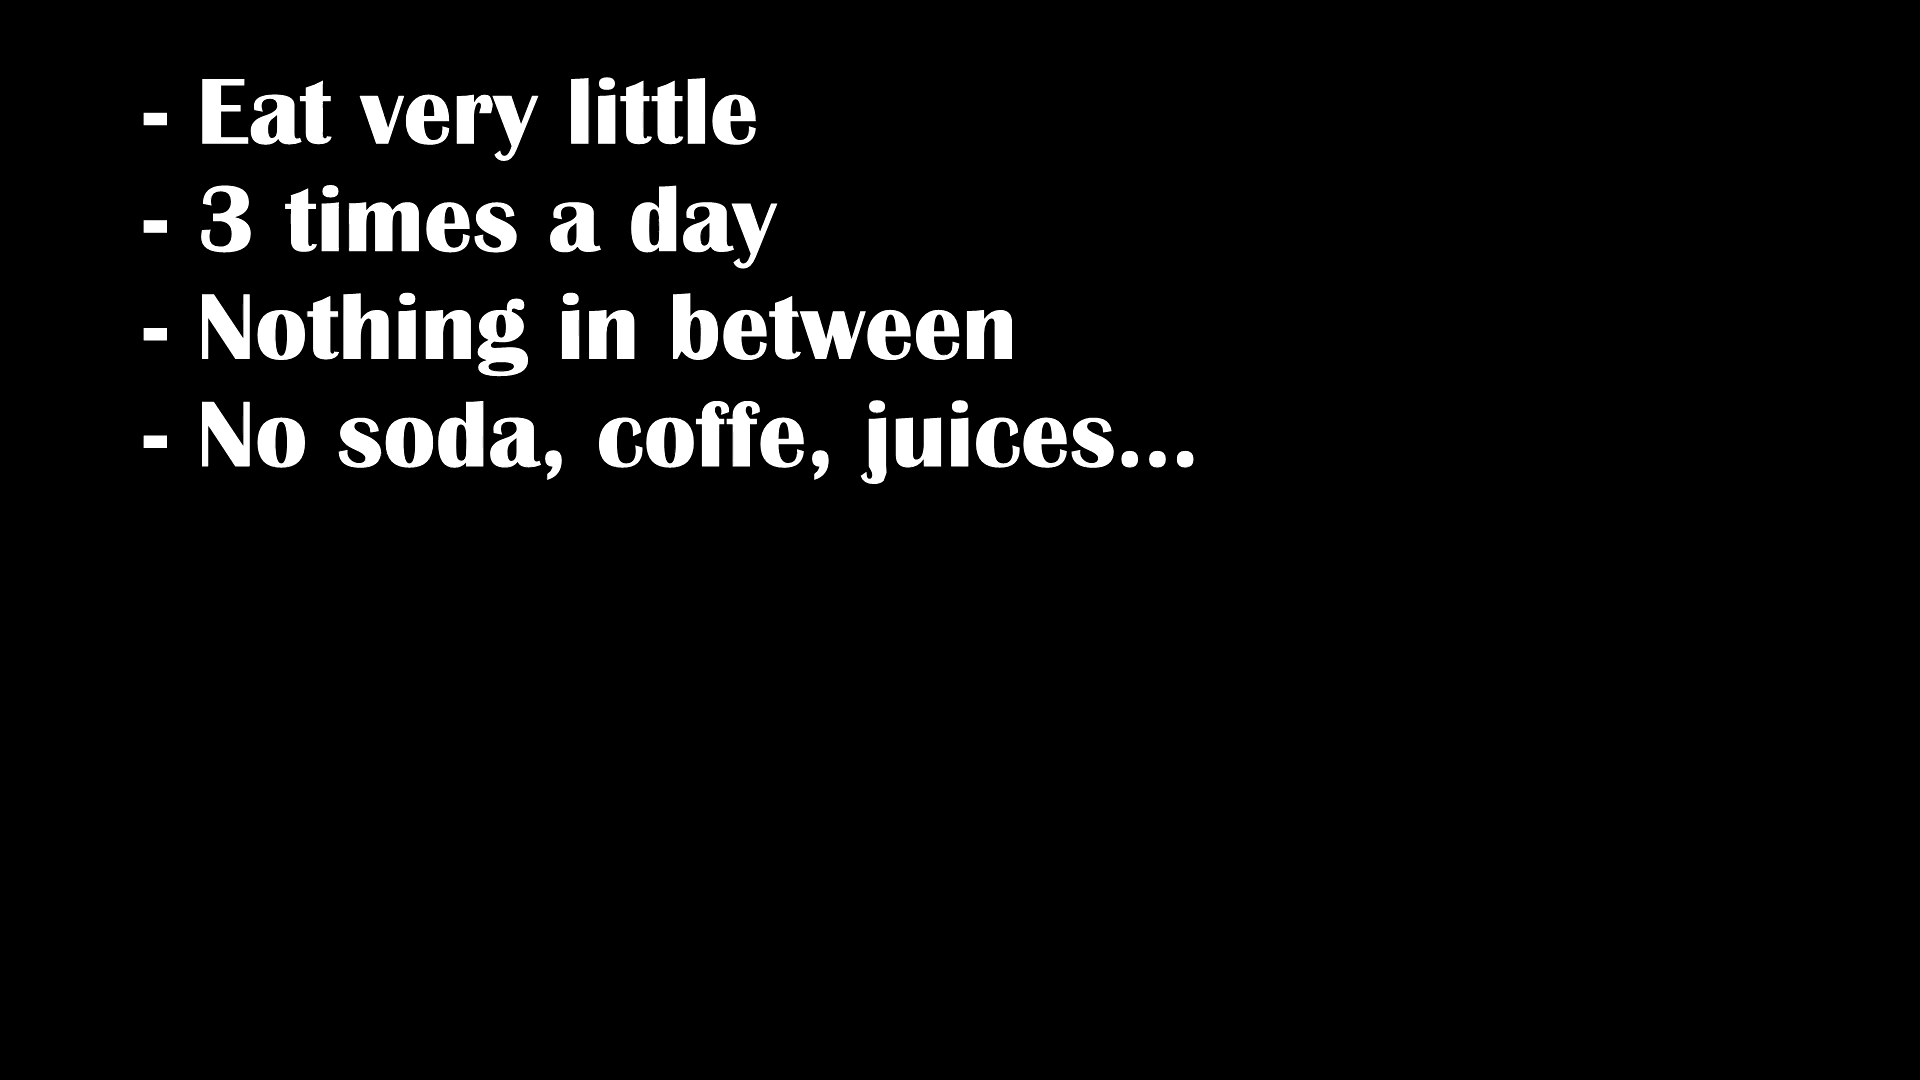 - Eat very little
- 3 times a day
- Nothing in between
- No soda, coffe, juices...